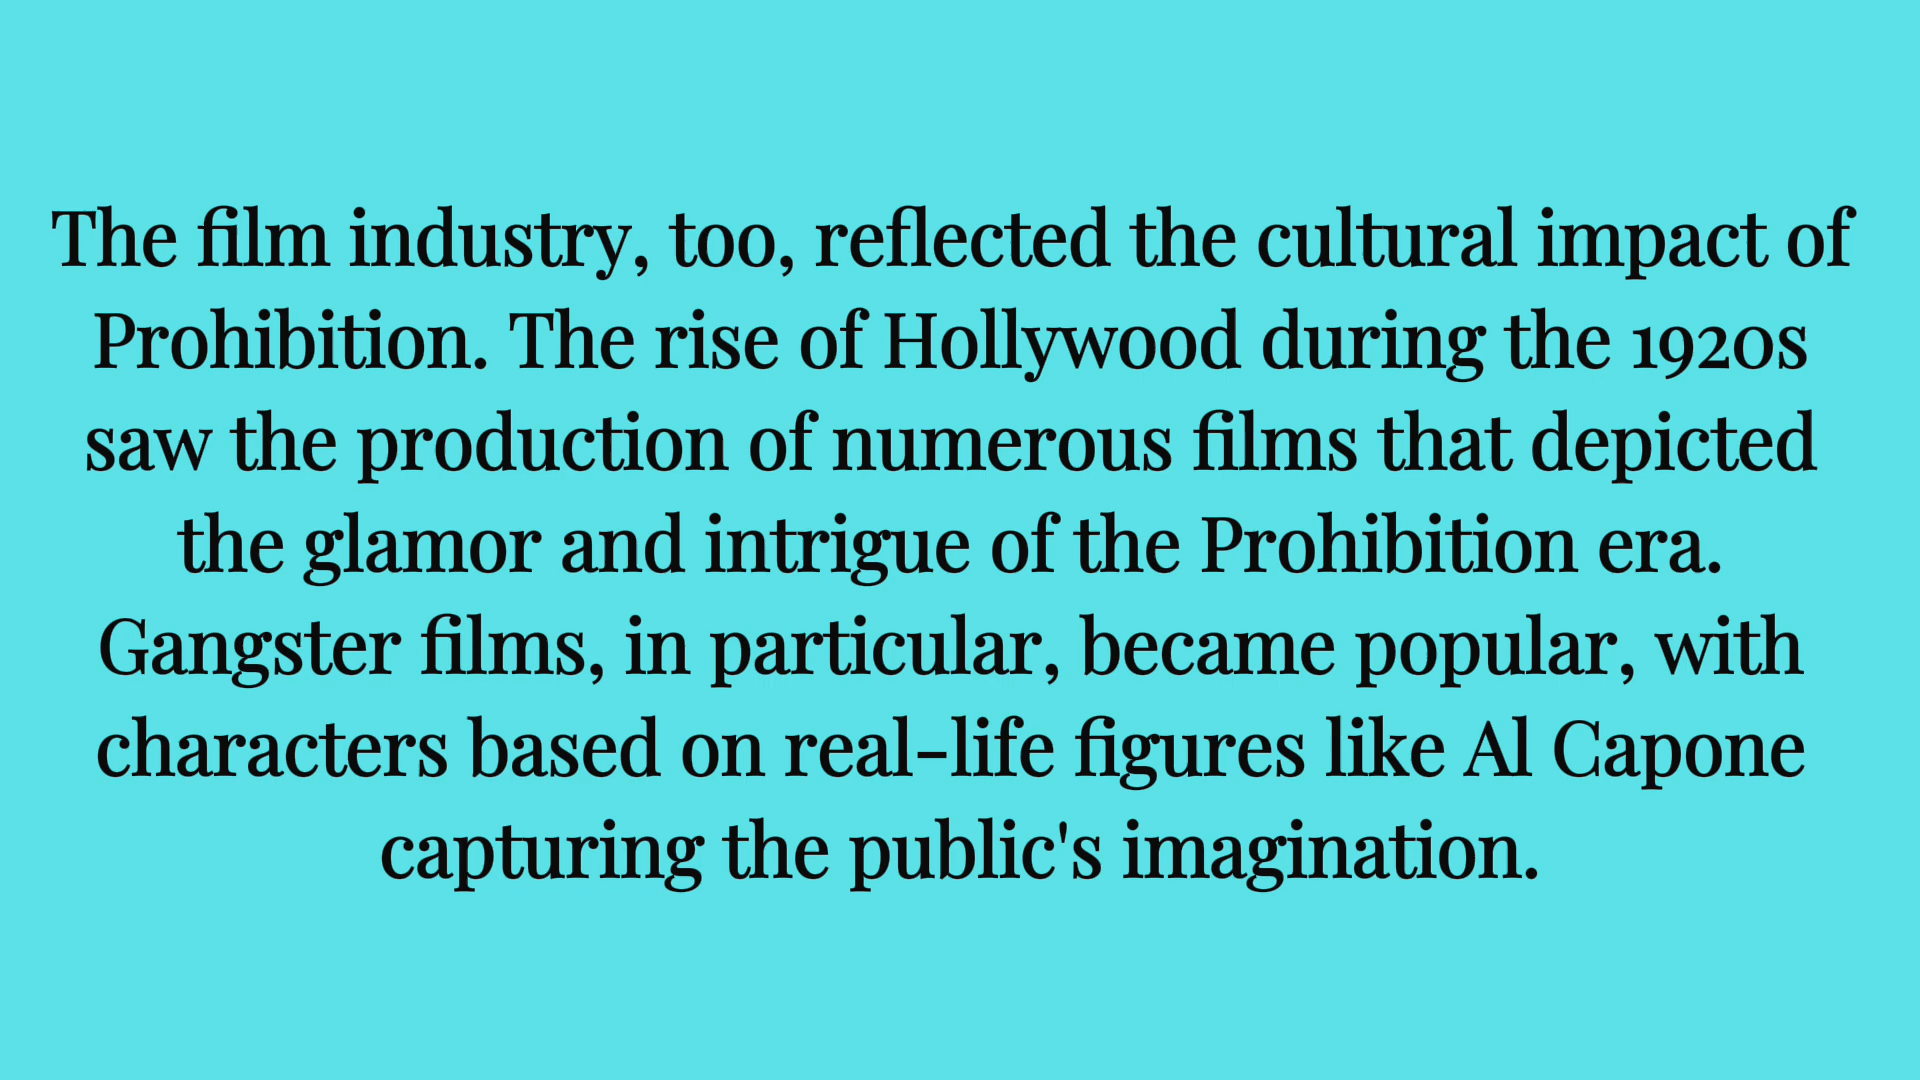 The film industry, too, reflected the cultural impact of
Prohibition. The rise of Hollywood during the 1920s
saw the production of numerous films that depicted
the glamor and intrigue of the Prohibition era.
Gangster films, in particular, became popular, with
characters based on real-life figures like Al Capone
capturing the public's imagination.